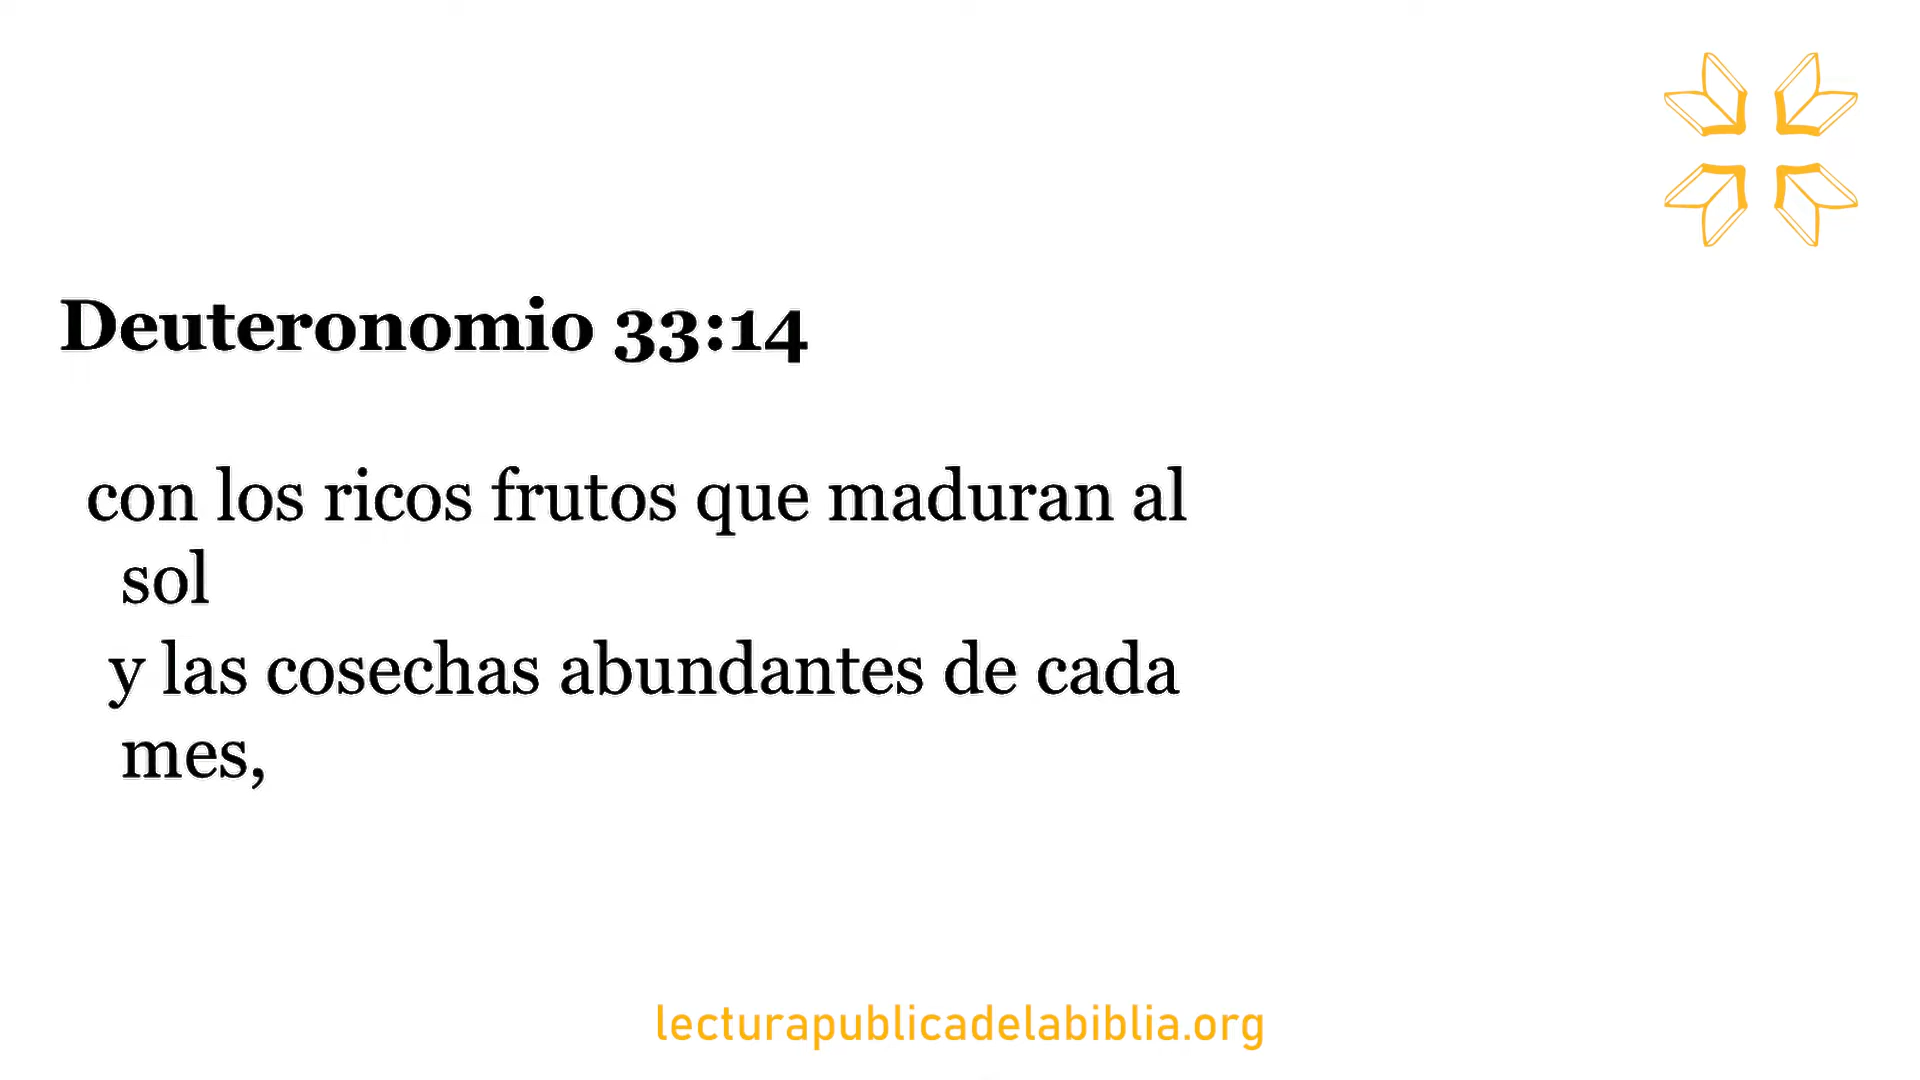 Deuteronomio 33:14
con los ricos frutos que maduran al
sol
y las cosechas abundantes de cada
mes,
lecturapublicadelabiblia.org